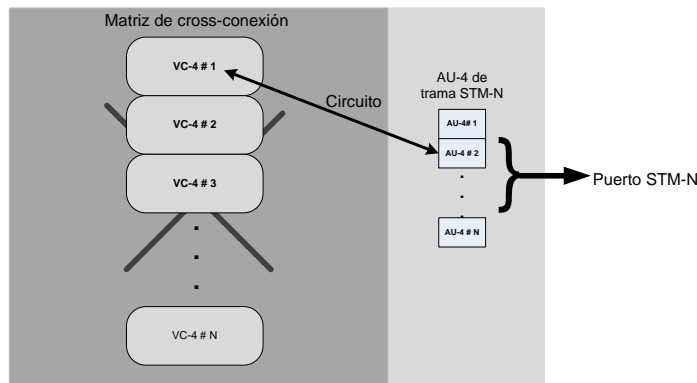 Matriz de cross-conexión
VC-4 # 1
VC-4 # 2
VC-4 # 3
VC-4 # N
Circuito
AU-4 de
trama STM-N
AU-4# 1
AU-4 # 2
AU-4 # N
Puerto STM-N